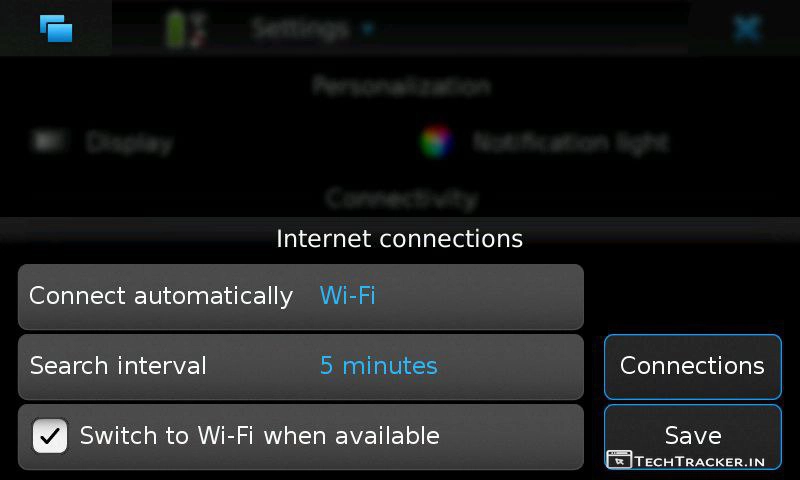 Settings
Personalization
Display
Notification light
Connectivity
Internet connections
Connect automatically Wi-Fi
Search interval 5 minutes
Connections
Switch to Wi-Fi when available
Save
TECHTRACKER.IN